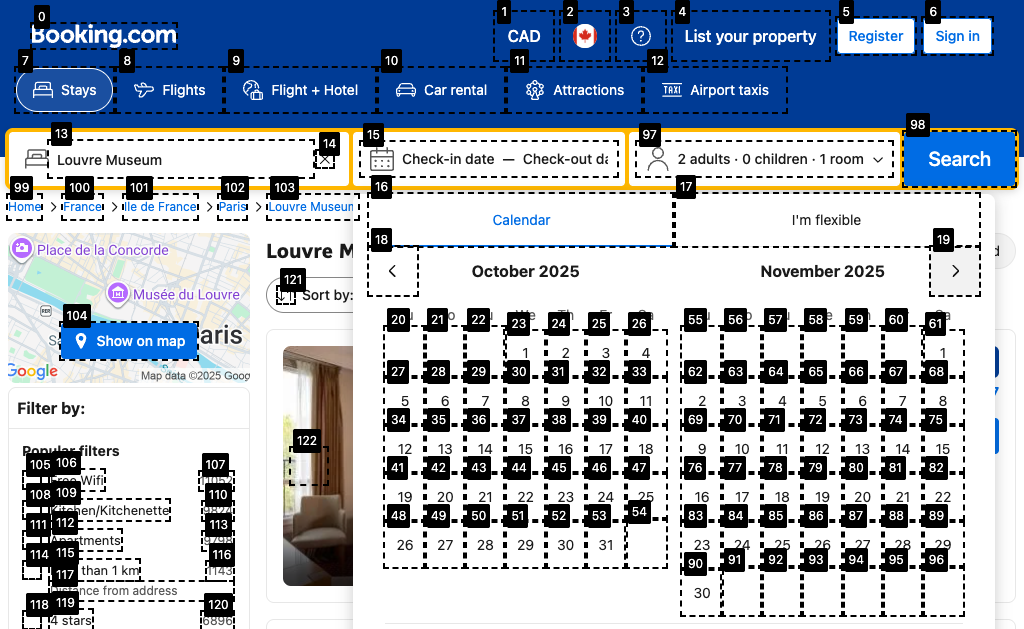 Booking.com
CAD
List your property
Register
Sign in
Stays
Flights
Flight + Hotel
Car rental
Attractions
Airport taxis
Louvre Museum
Check-in date — Check-out da
2 adults · 0 children · 1 room
Search
Home > France > Ile de France > Paris > Louvre Museum
Calendar
I'm flexible
Place de la Concorde
Musée du Louvre
Paris
Show on map
Google
Map data ©2025 Goog
Louvre M
Sort by:
October 2025
1 2 3 4
5 6 7 8 9 10 11
12 13 14 15 16 17 18
19 20 21 22 23 24 25
26 27 28 29 30 31
November 2025
1
2 3 4 5 6 7 8
9 10 11 12 13 14 15
16 17 18 19 20 21 22
23 24 25 26 27 28 29
30
Filter by:
Popular filters
Free Wifi
Kitchen/Kitchenette
Apartments
9798
than 1 km
1143
Distance from address
4 stars
6896
0
1
2
3
4
5
6
7
8
9
10
11
12
13
14
15
16
17
18
19
20
21
22
23
24
25
26
27
28
29
30
31
32
33
34
35
36
37
38
39
40
41
42
43
44
45
46
47
48
49
50
51
52
53
54
55
56
57
58
59
60
61
62
63
64
65
66
67
68
69
70
71
72
73
74
75
76
77
78
79
80
81
82
83
84
85
86
87
88
89
90
91
92
93
94
95
96
97
98
99
100
101
102
103
104
105
106
107
108
109
110
111
112
113
114
115
116
117
118
119
120
121
122